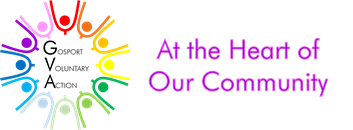 GOSPORT
VOLUNTARY
ACTION
At the Heart of
Our Community